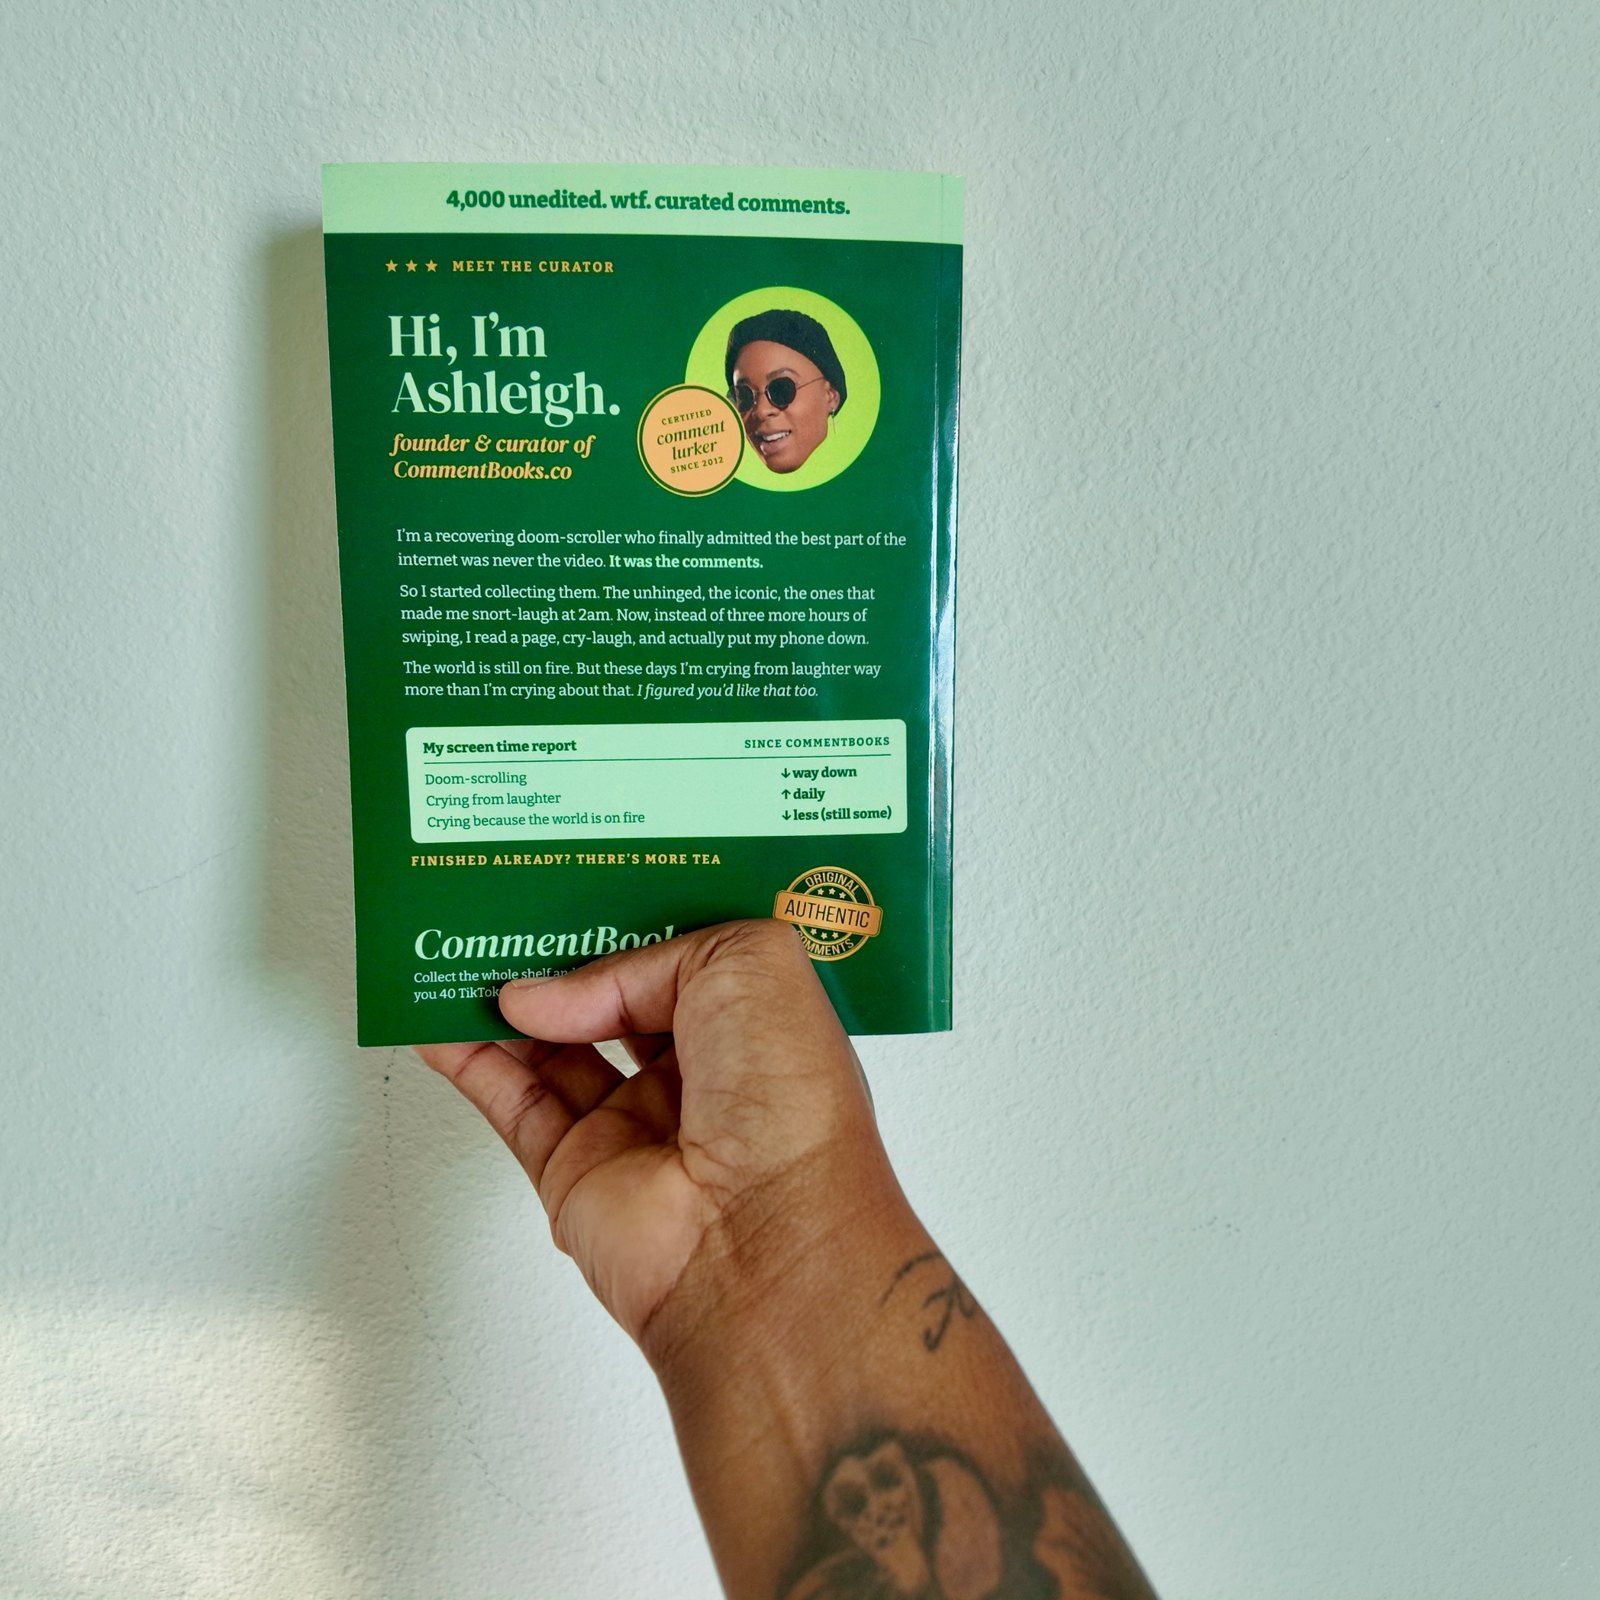 4,000 unedited. wtf. curated comments.
MEET THE CURATOR
Hi, I'm
Ashleigh.
founder & curator of
CommentBooks.co
CERTIFIED
comment
lurker
SINCE 2012
I'm a recovering doom-scroller who finally admitted the best part of the
internet was never the video. It was the comments.
So I started collecting them. The unhinged, the iconic, the ones that
made me snort-laugh at 2am. Now, instead of three more hours of
swiping, I read a page, cry-laugh, and actually put my phone down.
The world is still on fire. But these days I'm crying from laughter way
more than I'm crying about that. I figured you'd like that too.
My screen time report
SINCE COMMENTBOOKS
Doom-scrolling ↓ way down
Crying from laughter ↑ daily
Crying because the world is on fire ↓ less (still some)
FINISHED ALREADY? THERE'S MORE TEA
ORIGINAL
AUTHENTIC
COMMENTS
Collect the whole shelf
you 40